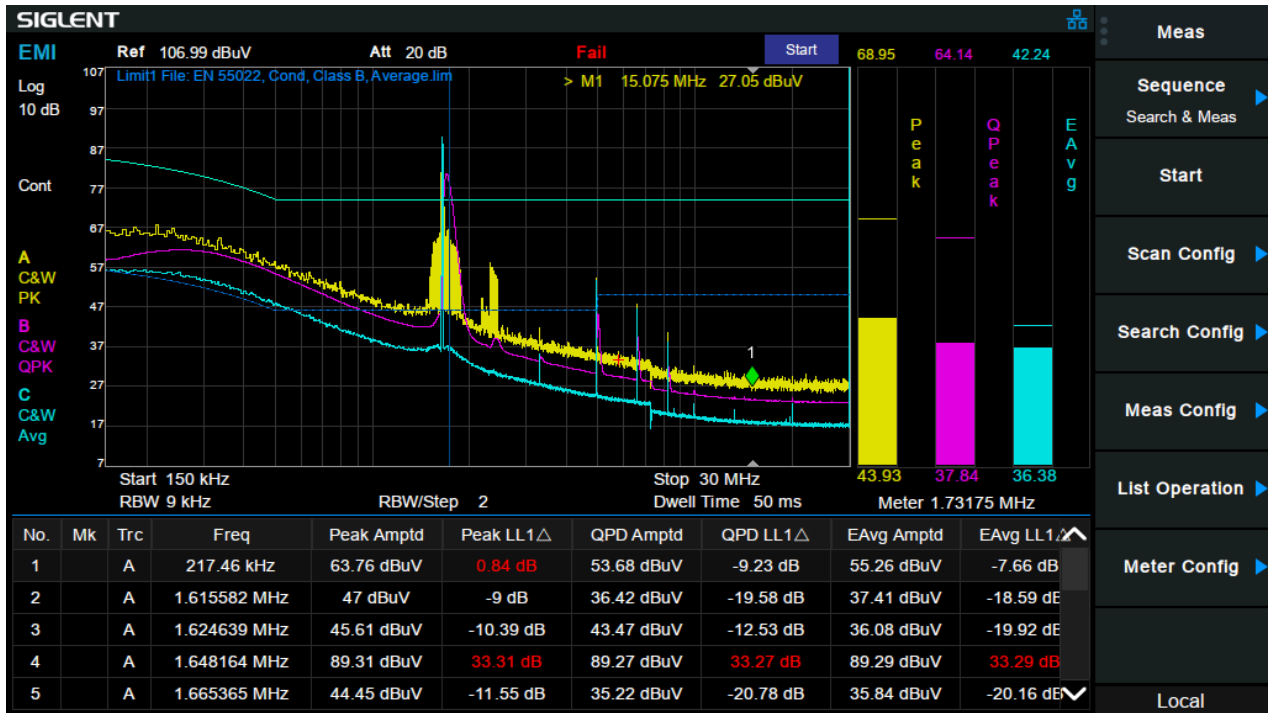 SIGLENT
EMI
Ref 106.99 dBuV
Att 20 dB
Fail
Start
68.95
64.14
42.24
Log
10 dB
Cont
A
C&W
PK
B
C&W
QPK
C
C&W
Avg
107
97
87
77
67
57
47
37
27
17
7
Limit1 File: EN 55022, Cond, Class B, Average.lim
> M1 15.075 MHz 27.05 dBuV
1
Peak
QPeak
EAvg
43.93
37.84
36.38
Start 150 kHz
Stop 30 MHz
RBW 9 kHz
RBW/Step 2
Dwell Time 50 ms
Meter 1.73175 MHz
No. Mk Trc Freq Peak Amptd Peak LL1△ QPD Amptd QPD LL1△ EAvg Amptd EAvg LL1△
1 A 217.46 kHz 63.76 dBuV 0.84 dB 53.68 dBuV -9.23 dB 55.26 dBuV -7.66 dB
2 A 1.615582 MHz 47 dBuV -9 dB 36.42 dBuV -19.58 dB 37.41 dBuV -18.59 dB
3 A 1.624639 MHz 45.61 dBuV -10.39 dB 43.47 dBuV -12.53 dB 36.08 dBuV -19.92 dB
4 A 1.648164 MHz 89.31 dBuV 33.31 dB 89.27 dBuV 33.27 dB 89.29 dBuV 33.29 dB
5 A 1.665365 MHz 44.45 dBuV -11.55 dB 35.22 dBuV -20.78 dB 35.84 dBuV -20.16 dB
Meas
Sequence
Search & Meas
Start
Scan Config
Search Config
Meas Config
List Operation
Meter Config
Local